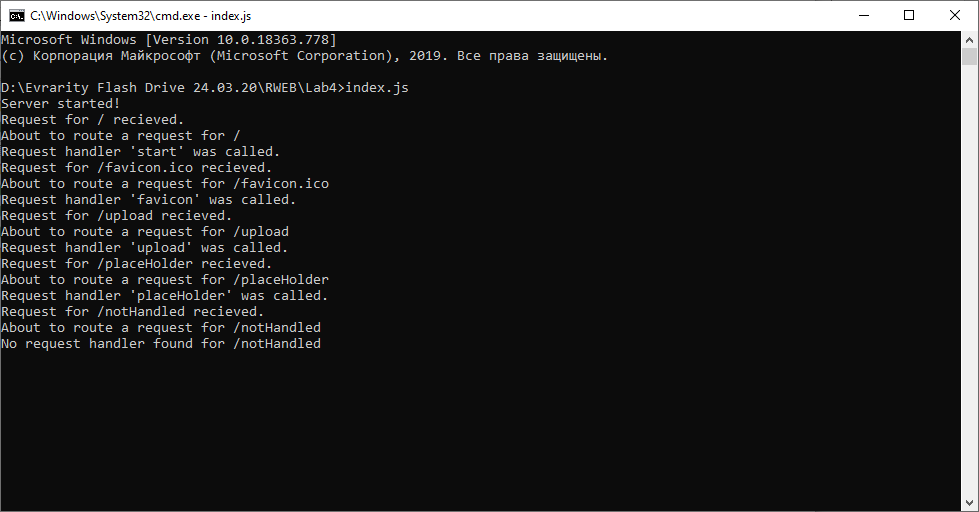 C:\Windows\System32\cmd.exe - index.js
Microsoft Windows [Version 10.0.18363.778]
(c) Корпорация Майкрософт (Microsoft Corporation), 2019. Все права защищены.
D:\Evrarity Flash Drive 24.03.20\RWEB\Lab4>index.js
Server started!
Request for / recieved.
About to route a request for /
Request handler 'start' was called.
Request for /favicon.ico recieved.
About to route a request for /favicon.ico
Request handler 'favicon' was called.
Request for /upload recieved.
About to route a request for /upload
Request handler 'upload' was called.
Request for /placeHolder recieved.
About to route a request for /placeHolder
Request handler 'placeHolder' was called.
Request for /notHandled recieved.
About to route a request for /notHandled
No request handler found for /notHandled